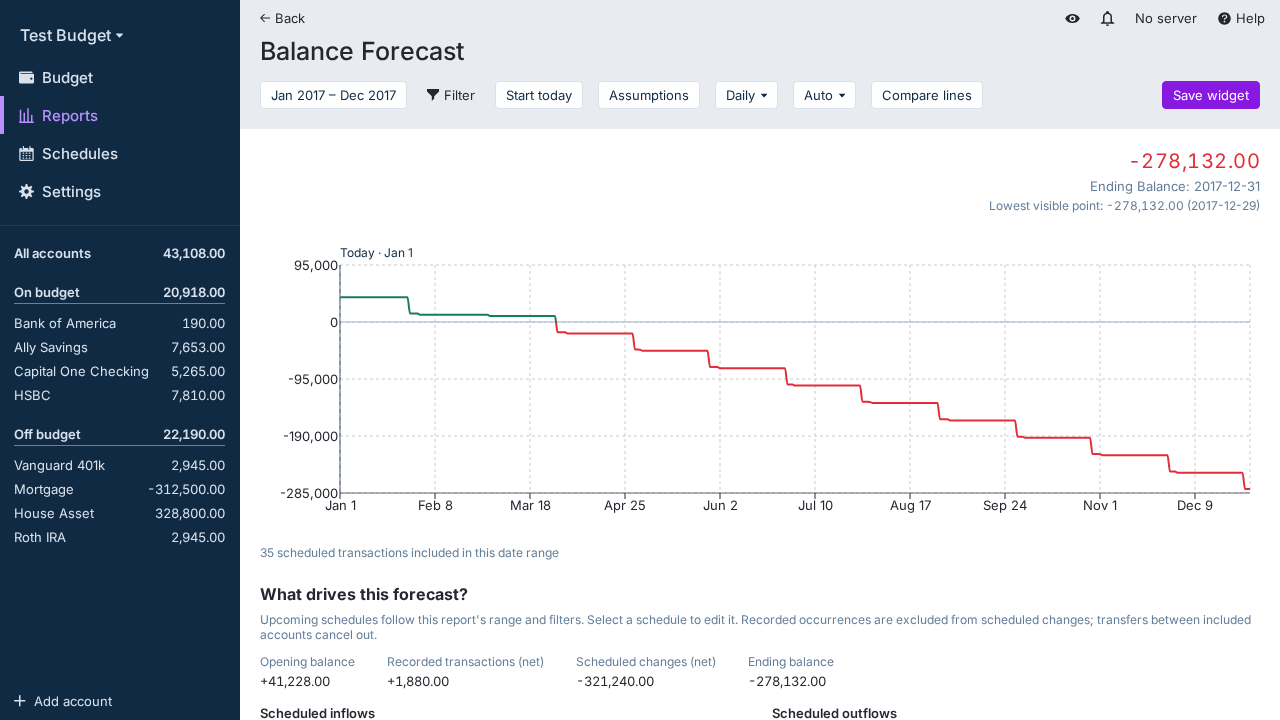 Test Budget
Budget
Reports
Schedules
Settings
All accounts 43,108.00
On budget 20,918.00
Bank of America 190.00
Ally Savings 7,653.00
Capital One Checking 5,265.00
HSBC 7,810.00
Off budget 22,190.00
Vanguard 401k 2,945.00
Mortgage -312,500.00
House Asset 328,800.00
Roth IRA 2,945.00
Add account
Back No server Help
Balance Forecast
Jan 2017 – Dec 2017 Filter Start today Assumptions Daily Auto Compare lines Save widget
-278,132.00
Ending Balance: 2017-12-31
Lowest visible point: -278,132.00 (2017-12-29)
Today · Jan 1
95,000
0
-95,000
-190,000
-285,000
Jan 1 Feb 8 Mar 18 Apr 25 Jun 2 Jul 10 Aug 17 Sep 24 Nov 1 Dec 9
35 scheduled transactions included in this date range
What drives this forecast?
Upcoming schedules follow this report's range and filters. Select a schedule to edit it. Recorded occurrences are excluded from scheduled changes; transfers between included
accounts cancel out.
Opening balance Recorded transactions (net) Scheduled changes (net) Ending balance
+41,228.00 +1,880.00 -321,240.00 -278,132.00
Scheduled inflows Scheduled outflows